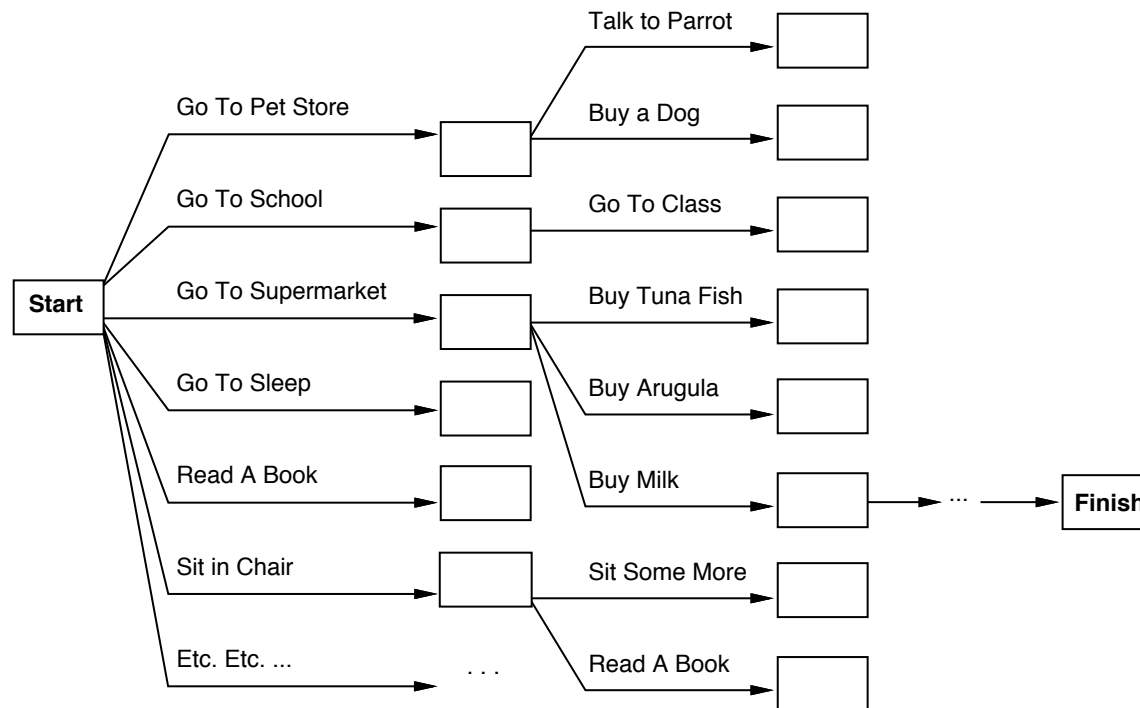 Talk to Parrot
Go To Pet Store
Buy a Dog
Go To School
Go To Class
Start
Go To Supermarket
Buy Tuna Fish
Go To Sleep
Buy Arugula
Read A Book
Buy Milk
...
Finish
Sit in Chair
Sit Some More
Etc. Etc. ...
. . .
Read A Book